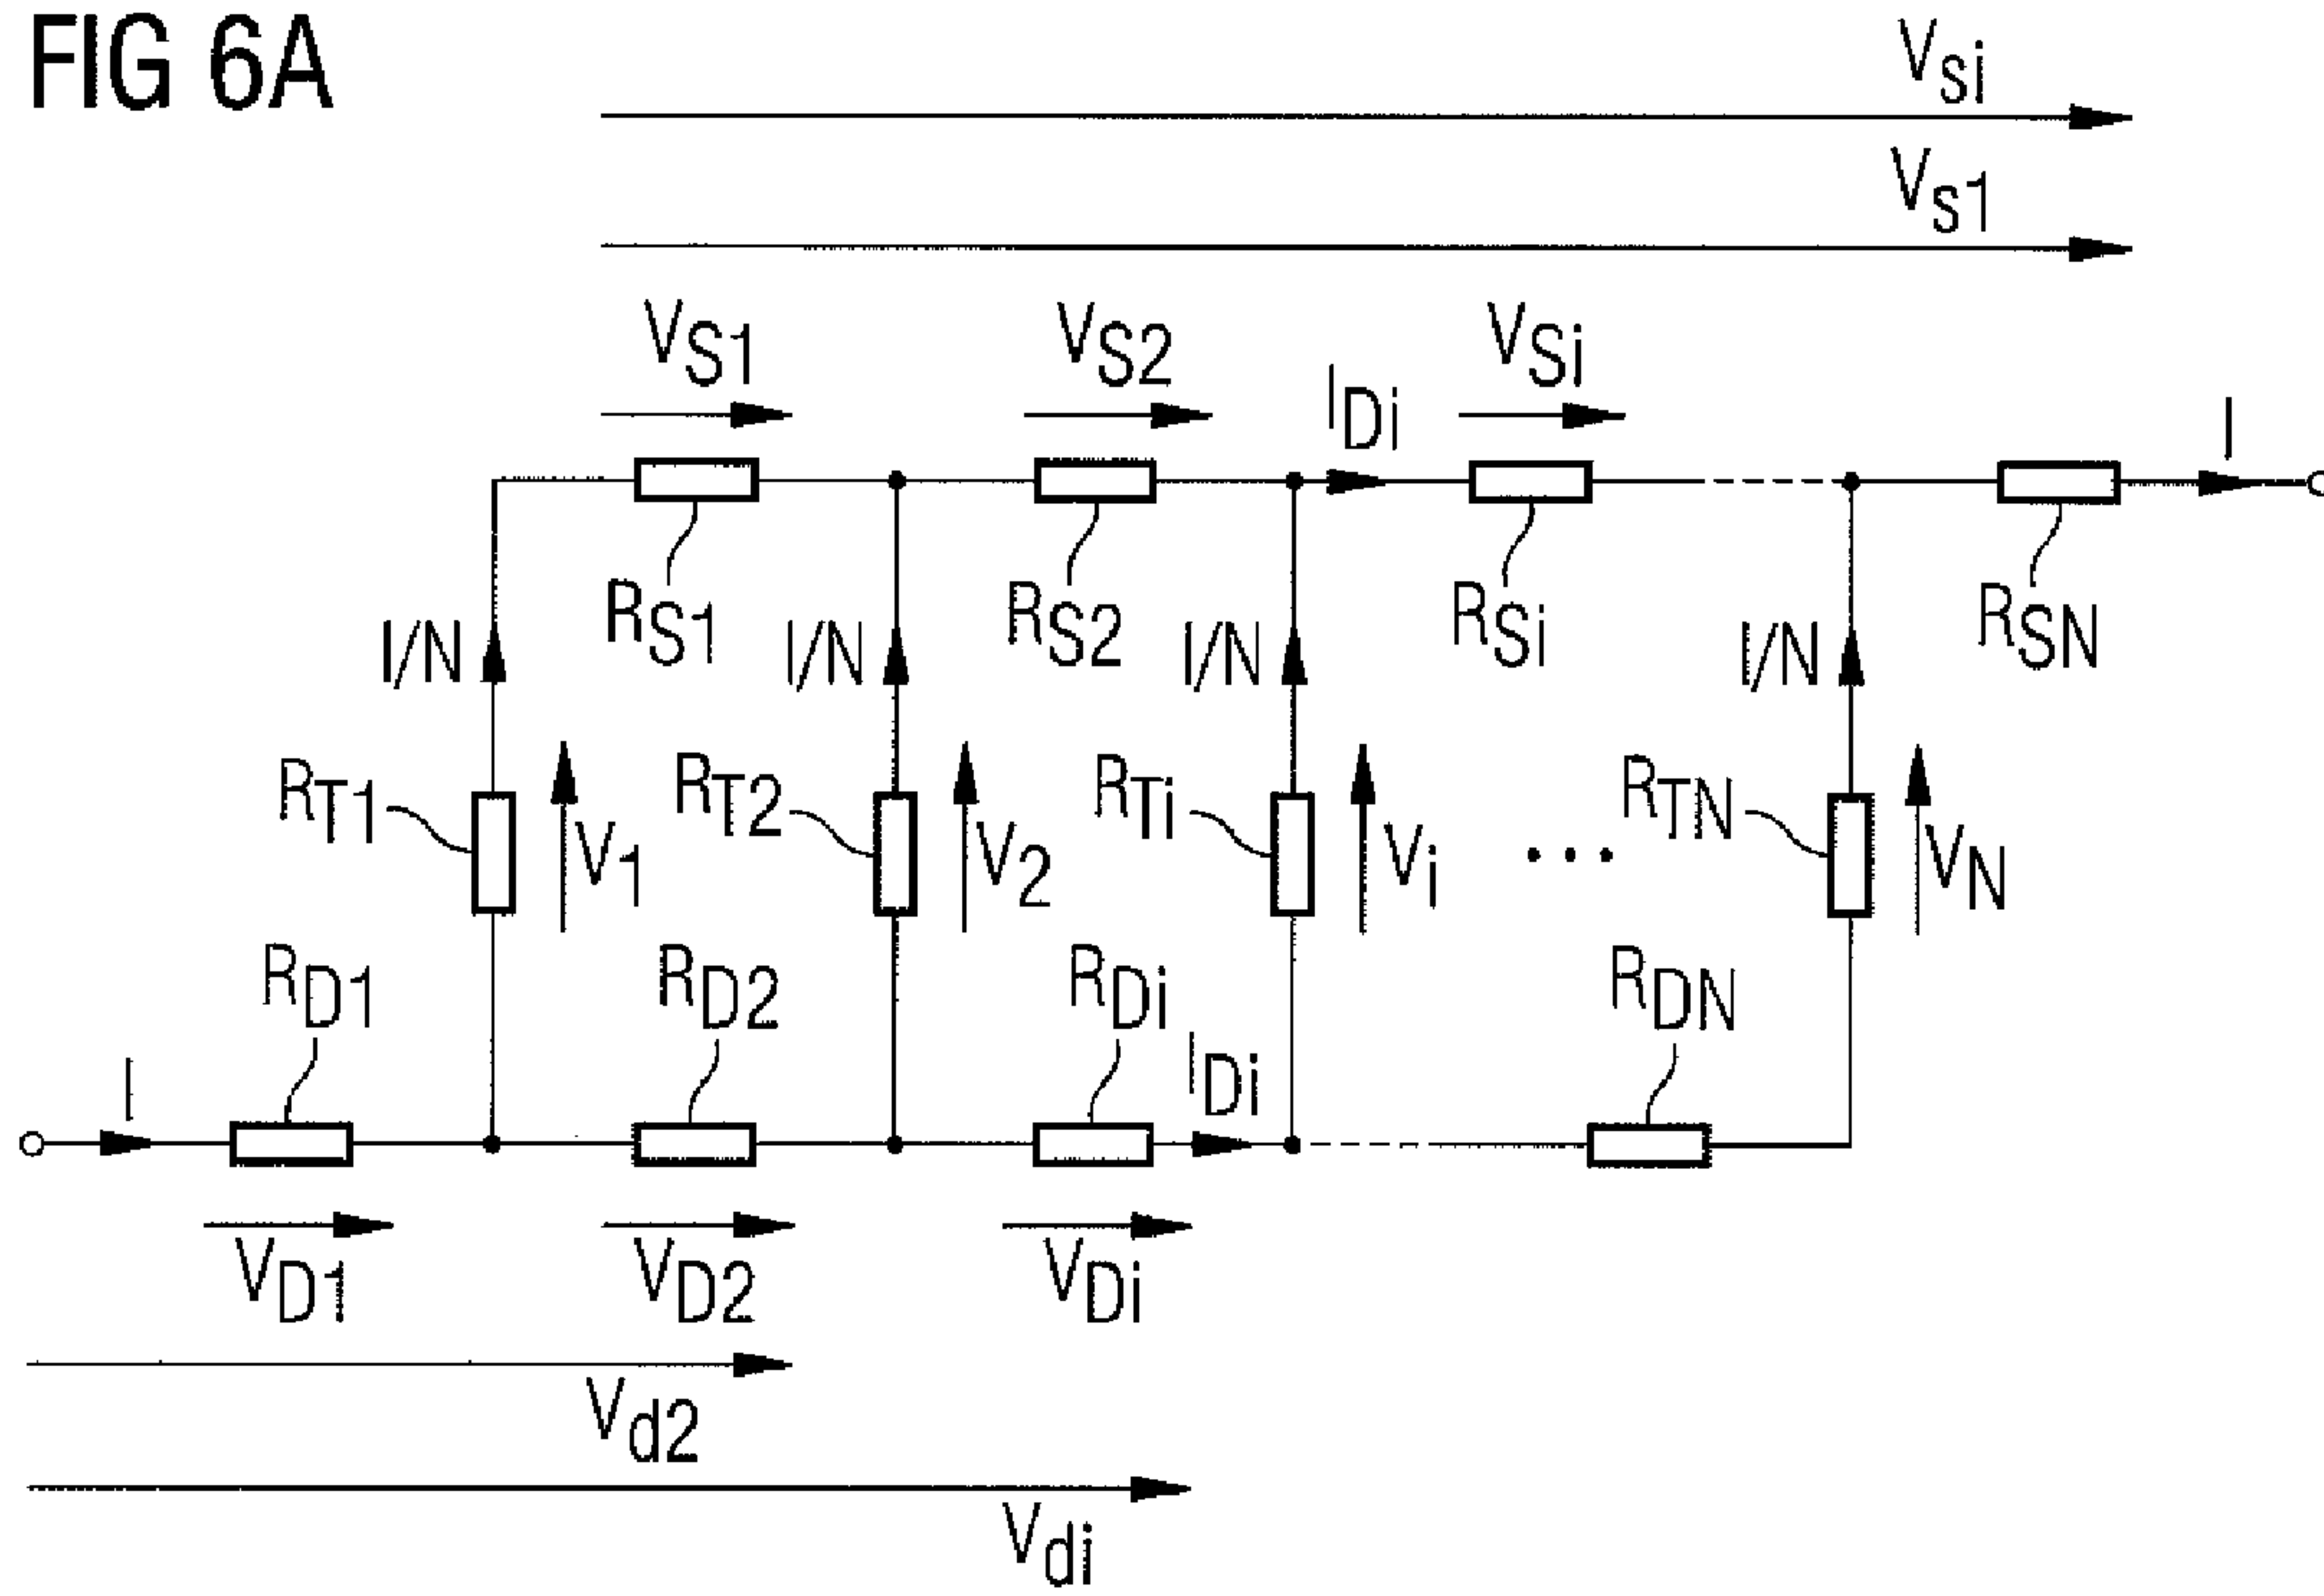 FIG 6A
Vsi
Vs1
VS1 VS2 VSi
IDi I
RS1 RS2 RSi RSN
I/N I/N I/N I/N
RT1 RT2 RTi RTN
V1 V2 Vi ... VN
RD1 RD2 RDi RDN
I IDi
VD1 VD2 VDi
Vd2
Vdi